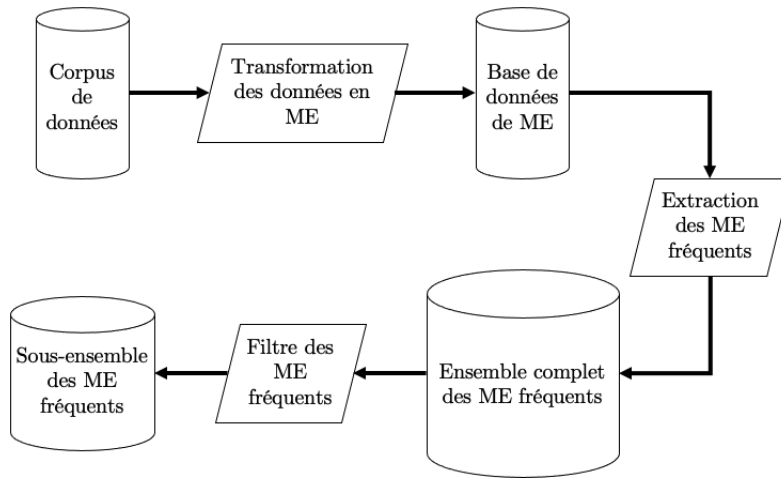 Corpus
de
données
Transformation
des données en
ME
Base de
données
de ME
Extraction
des ME
fréquents
Ensemble complet
des ME fréquents
Filtre des
ME
fréquents
Sous-ensemble
des ME
fréquents